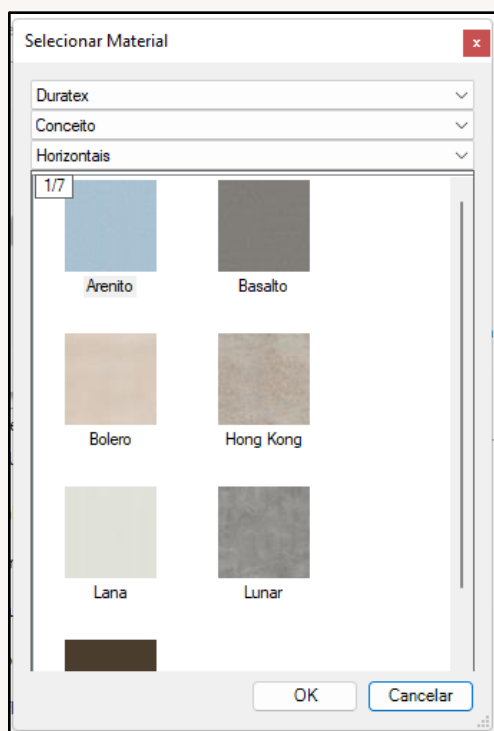 Selecionar Material
x
Duratex
Conceito
Horizontais
1/7
Arenito Basalto
Bolero Hong Kong
Lana Lunar
OK Cancelar